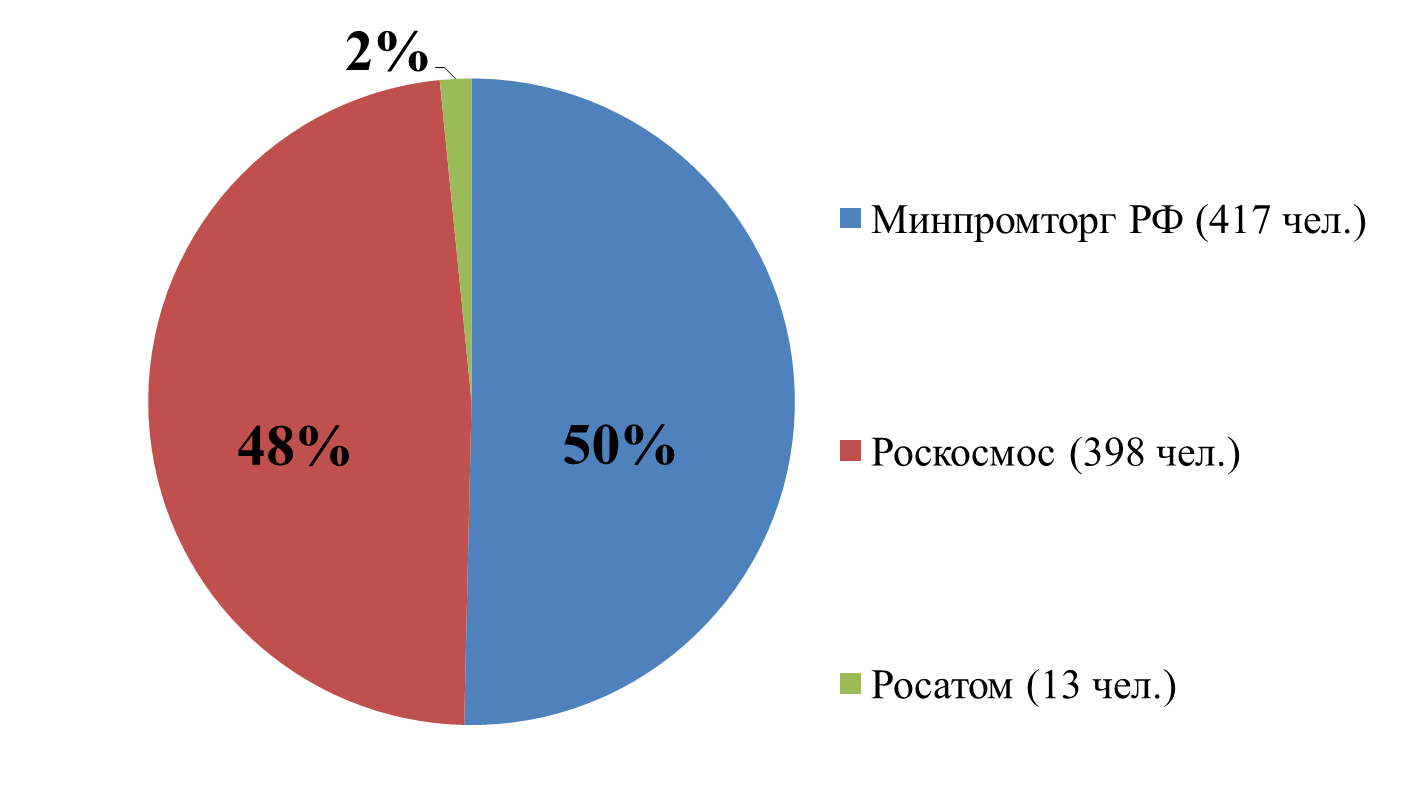 2%
48%
50%
Минпромторг РФ (417 чел.)
Роскосмос (398 чел.)
Росатом (13 чел.)